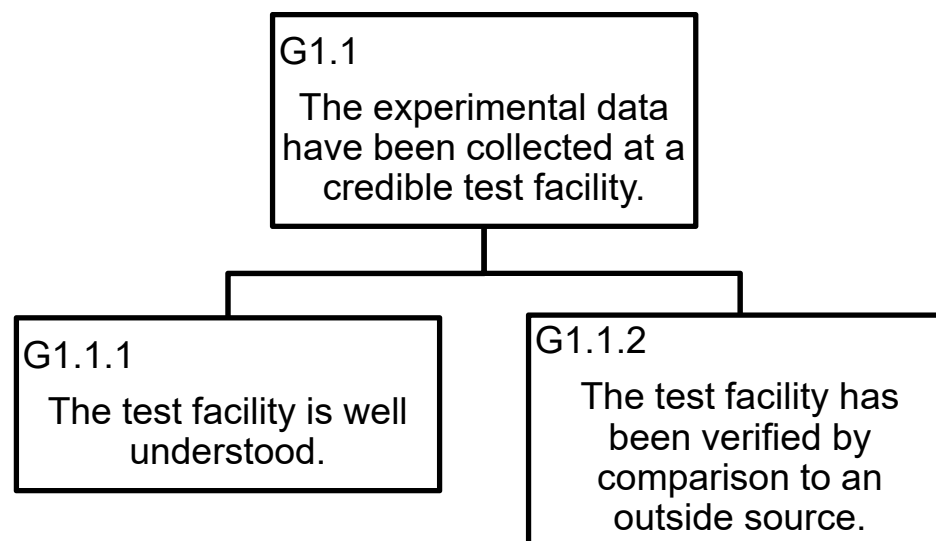 G1.1
The experimental data
have been collected at a
credible test facility.
G1.1.1
The test facility is well
understood.
G1.1.2
The test facility has
been verified by
comparison to an
outside source.